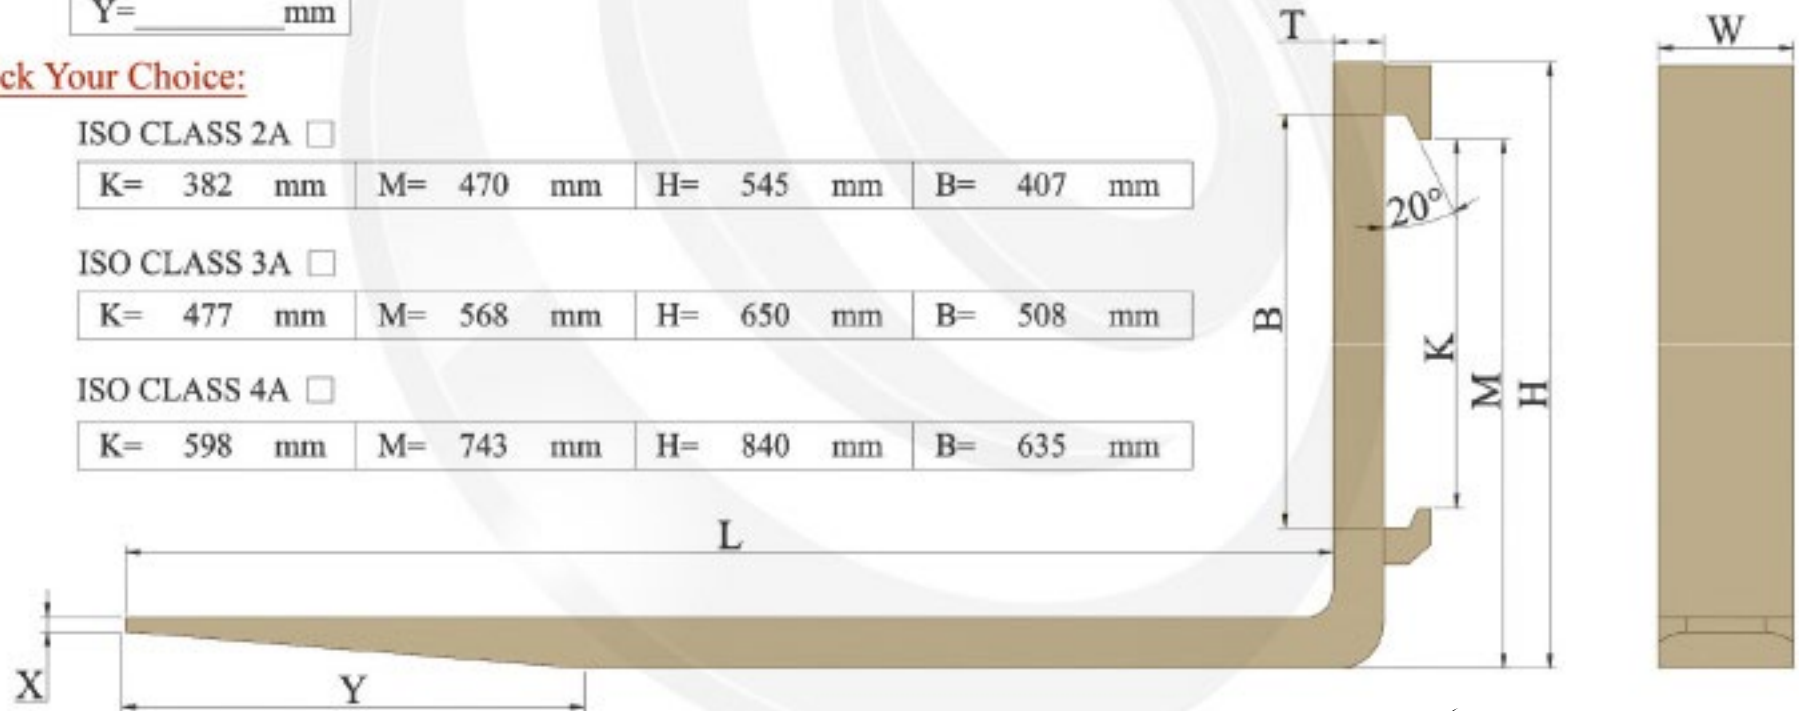 Y=__________mm
ck Your Choice:
ISO CLASS 2A
K= 382 mm M= 470 mm H= 545 mm B= 407 mm
ISO CLASS 3A
K= 477 mm M= 568 mm H= 650 mm B= 508 mm
ISO CLASS 4A
K= 598 mm M= 743 mm H= 840 mm B= 635 mm
T
W
20°
B
K
M
H
L
X
Y